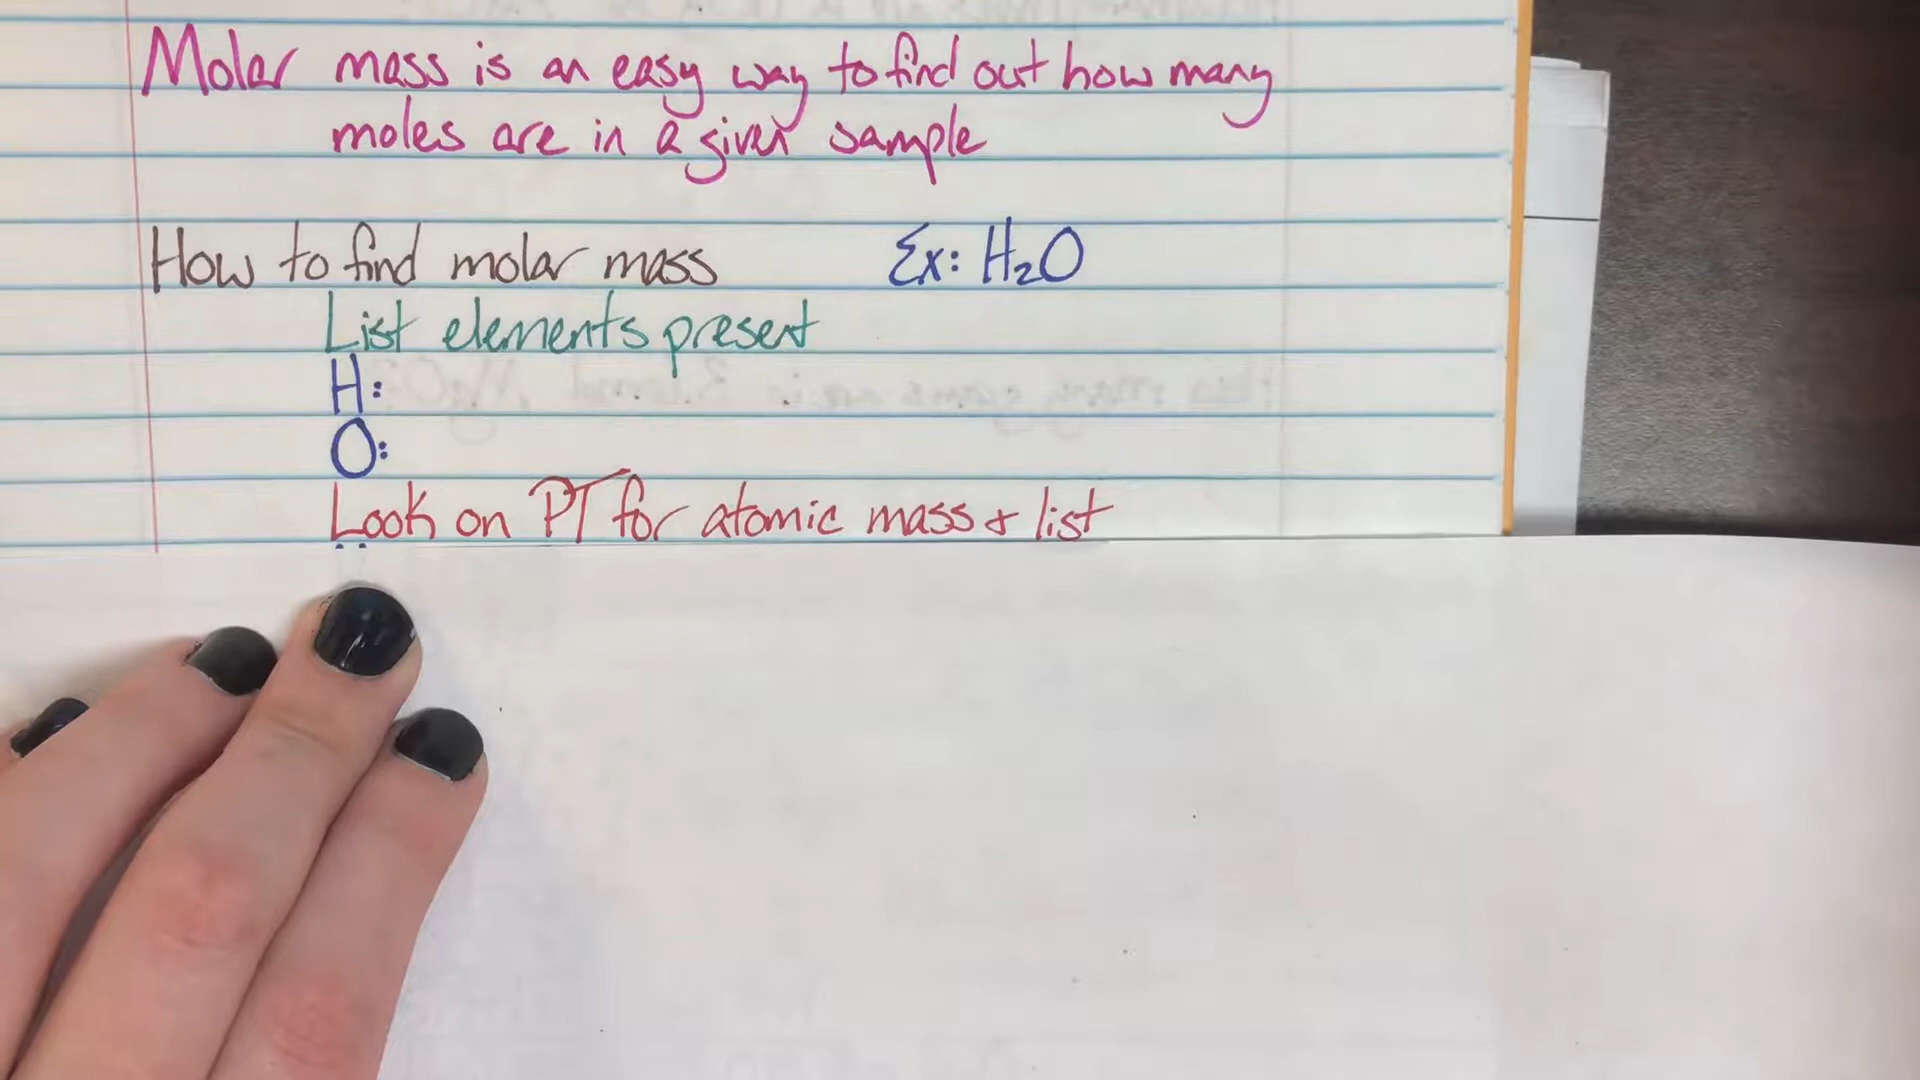 Molar mass is an easy way to find out how many
moles are in a given sample
How to find molar mass Ex: H₂O
List elements present
H:
O:
Look on PT for atomic mass & list